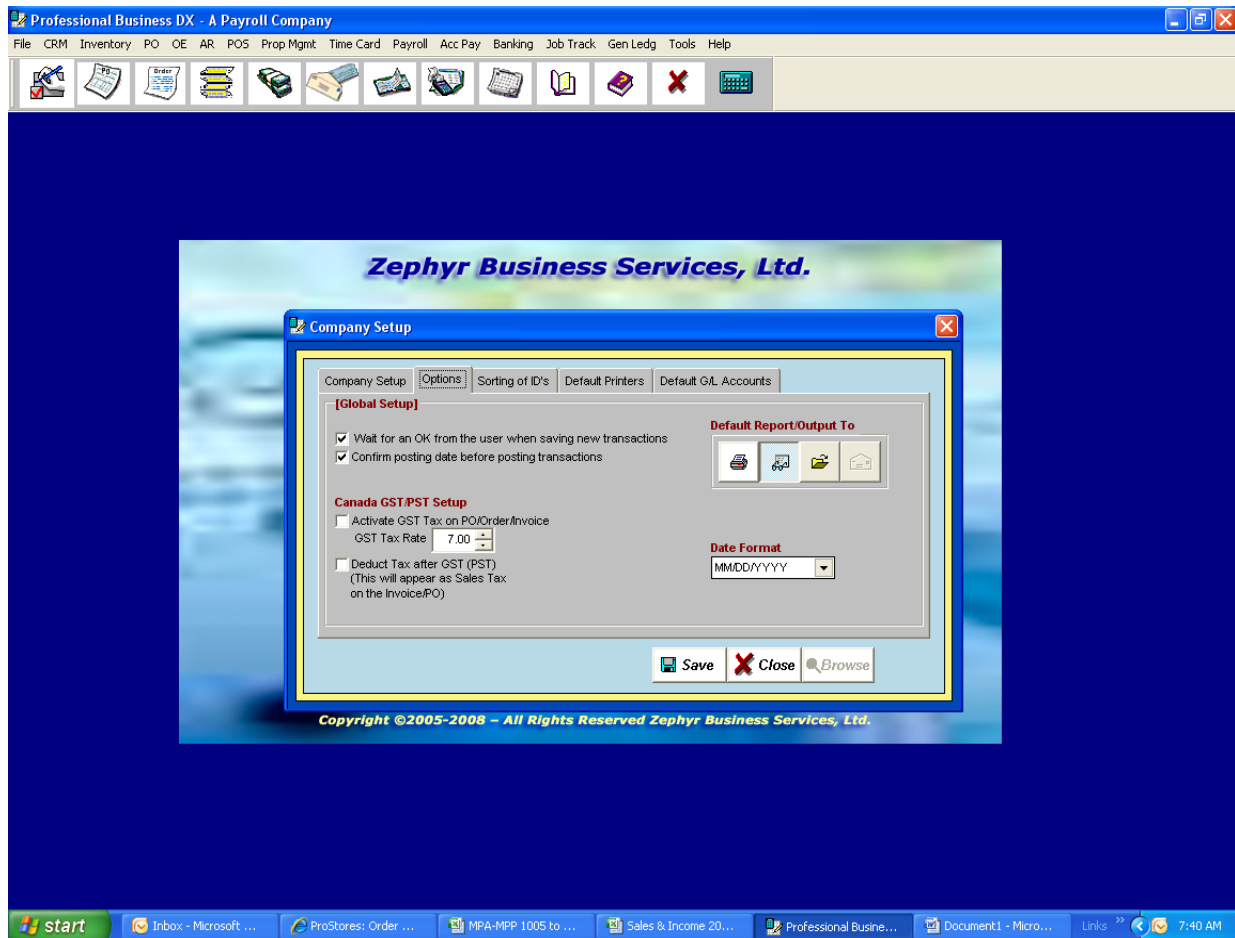 Professional Business DX - A Payroll Company
File CRM Inventory PO OE AR POS Prop Mgmt Time Card Payroll Acc Pay Banking Job Track Gen Ledg Tools Help
Zephyr Business Services, Ltd.
Company Setup
Company Setup Options Sorting of ID's Default Printers Default G/L Accounts
[Global Setup]
Wait for an OK from the user when saving new transactions
Confirm posting date before posting transactions
Default Report/Output To
Canada GST/PST Setup
Activate GST Tax on PO/Order/Invoice
GST Tax Rate 7.00
Deduct Tax after GST (PST)
(This will appear as Sales Tax
on the Invoice/PO)
Date Format
MM/DD/YYYY
Save Close Browse
Copyright ©2005-2008 – All Rights Reserved Zephyr Business Services, Ltd.
start Inbox - Microsoft ... ProStores: Order ... MPA-MPP 1005 to ... Sales & Income 20... Professional Busine... Document1 - Micro... Links » 7:40 AM